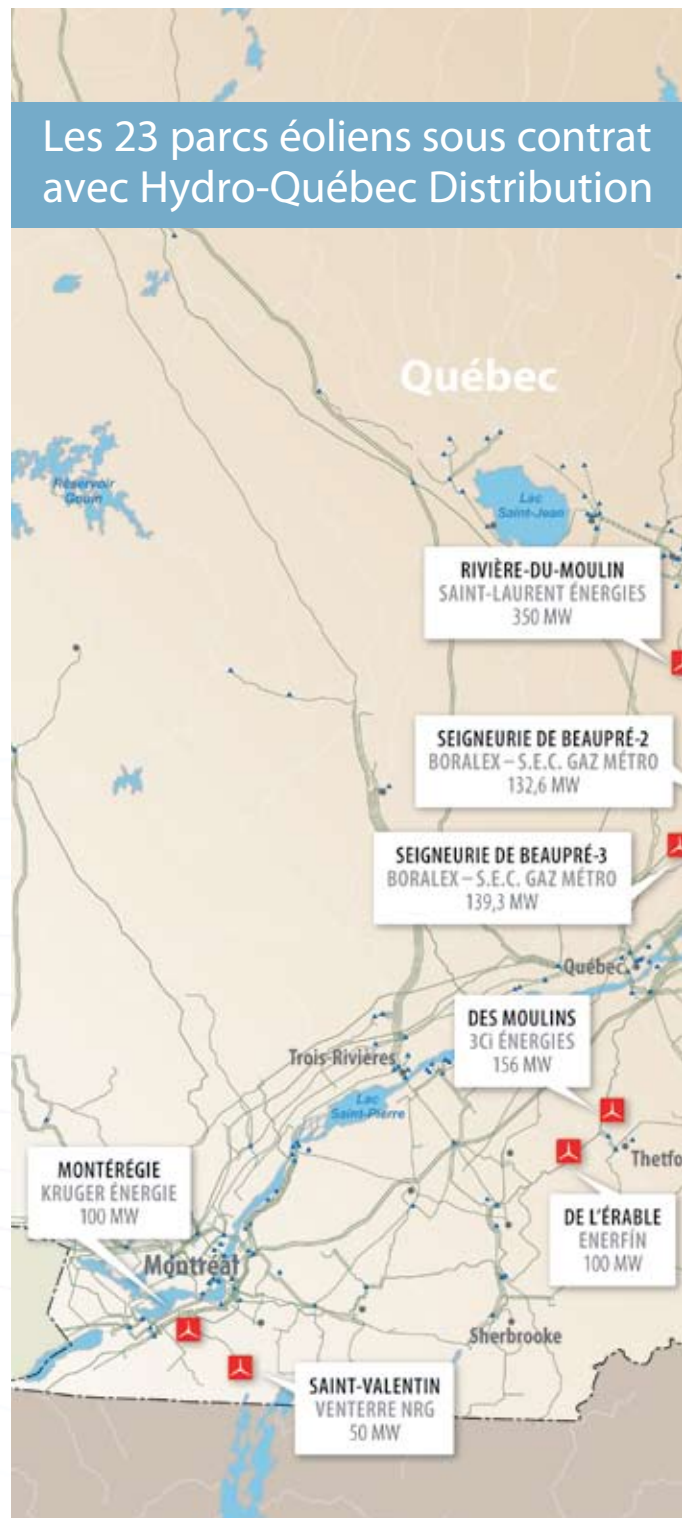 Les 23 parcs éoliens sous contrat
avec Hydro-Québec Distribution
Québec
Réservoir
Gouin
Lac
Saint-Jean
RIVIÈRE-DU-MOULIN
SAINT-LAURENT ÉNERGIES
350 MW
SEIGNEURIE DE BEAUPRÉ-2
BORALEX – S.E.C. GAZ MÉTRO
132,6 MW
SEIGNEURIE DE BEAUPRÉ-3
BORALEX – S.E.C. GAZ MÉTRO
139,3 MW
Québec
DES MOULINS
3Ci ÉNERGIES
156 MW
Trois-Rivières
Lac
Saint-Pierre
Thetfo
MONTÉRÉGIE
KRUGER ÉNERGIE
100 MW
DE L'ÉRABLE
ENERFÍN
100 MW
Montréal
Sherbrooke
SAINT-VALENTIN
VENTERRE NRG
50 MW